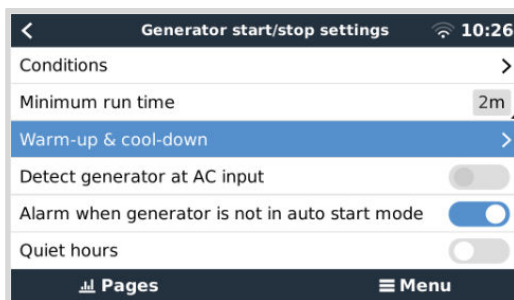 Generator start/stop settings 10:26
Conditions
Minimum run time 2m
Warm-up & cool-down
Detect generator at AC input
Alarm when generator is not in auto start mode
Quiet hours
Pages Menu